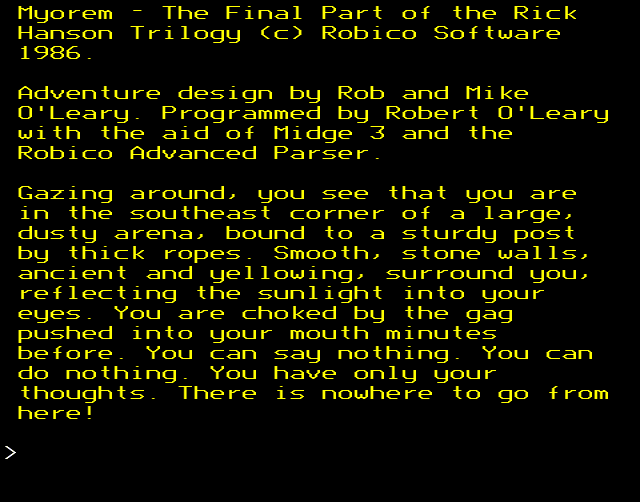 Myorem - The Final Part of the Rick
Hanson Trilogy (c) Robico Software
1986.
Adventure design by Rob and Mike
O'Leary. Programmed by Robert O'Leary
with the aid of Midge 3 and the
Robico Advanced Parser.
Gazing around, you see that you are
in the southeast corner of a large,
dusty arena, bound to a sturdy post
by thick ropes. Smooth, stone walls,
ancient and yellowing, surround you,
reflecting the sunlight into your
eyes. You are choked by the gag
pushed into your mouth minutes
before. You can say nothing. You can
do nothing. You have only your
thoughts. There is nowhere to go from
here!
>